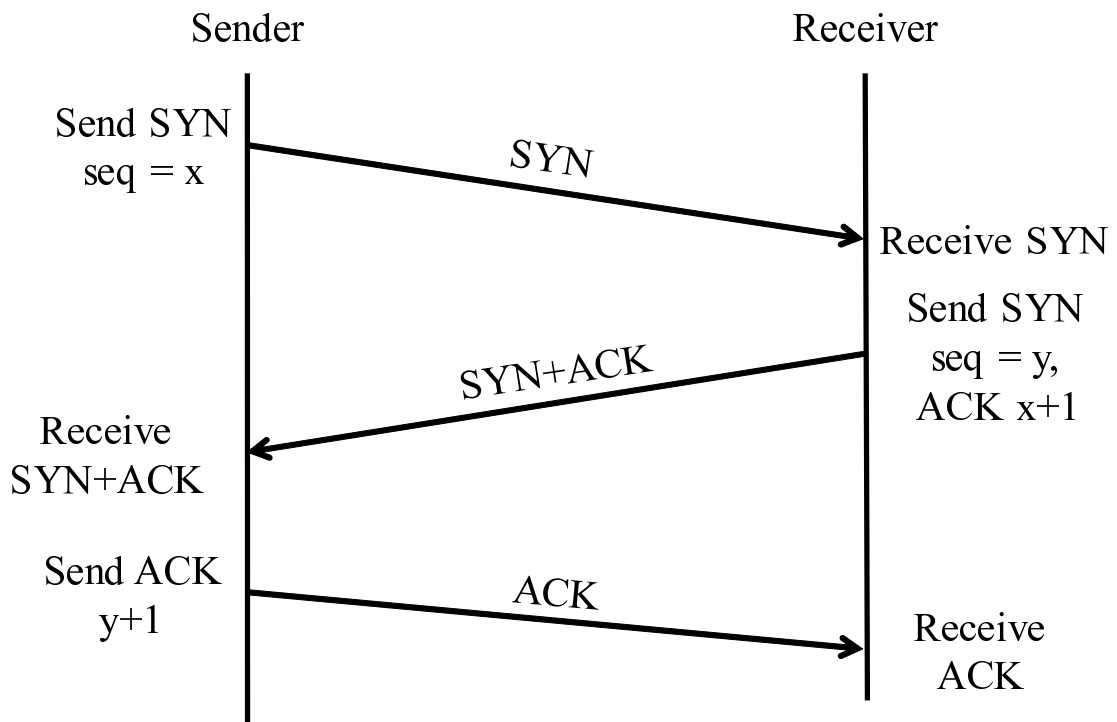 Sender
Receiver
Send SYN
seq = x
SYN
Receive SYN
Send SYN
seq = y,
ACK x+1
SYN+ACK
Receive
SYN+ACK
Send ACK
y+1
ACK
Receive
ACK